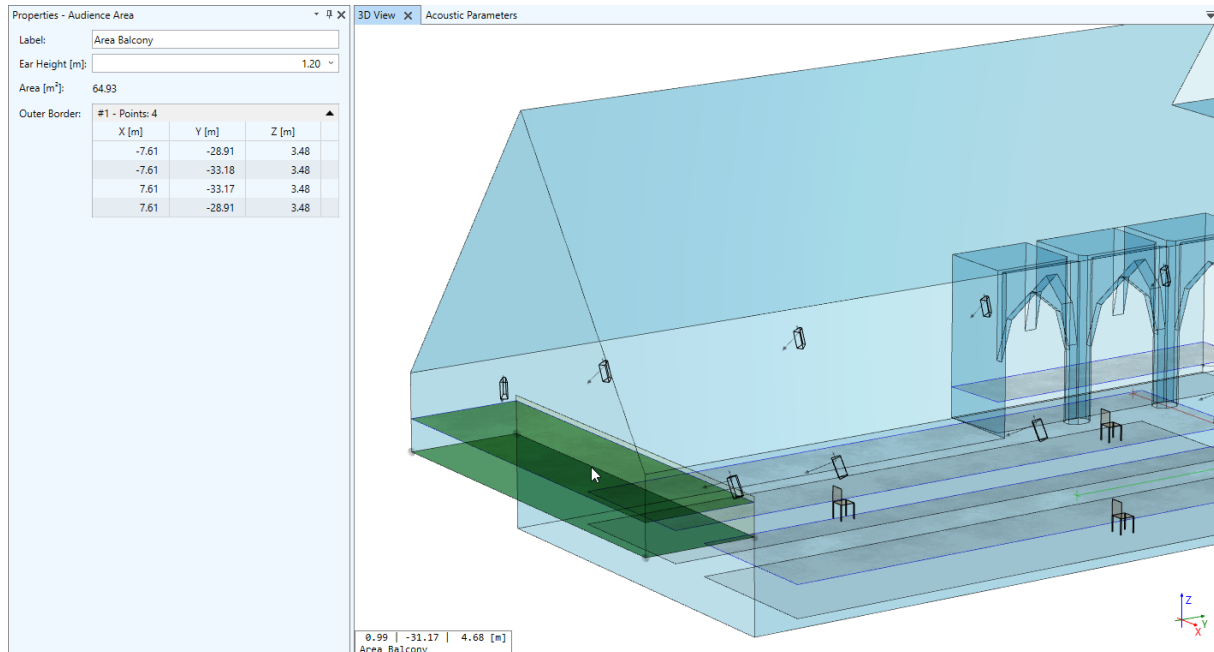 Properties - Audience Area
Label: Area Balcony
Ear Height [m]: 1.20
Area [m²]: 64.93
Outer Border: #1 - Points: 4
X [m] Y [m] Z [m]
-7.61 -28.91 3.48
-7.61 -33.18 3.48
7.61 -33.17 3.48
7.61 -28.91 3.48
3D View Acoustic Parameters
Z
Y
X
0.99 | -31.17 | 4.68 [m]
Area Balcony